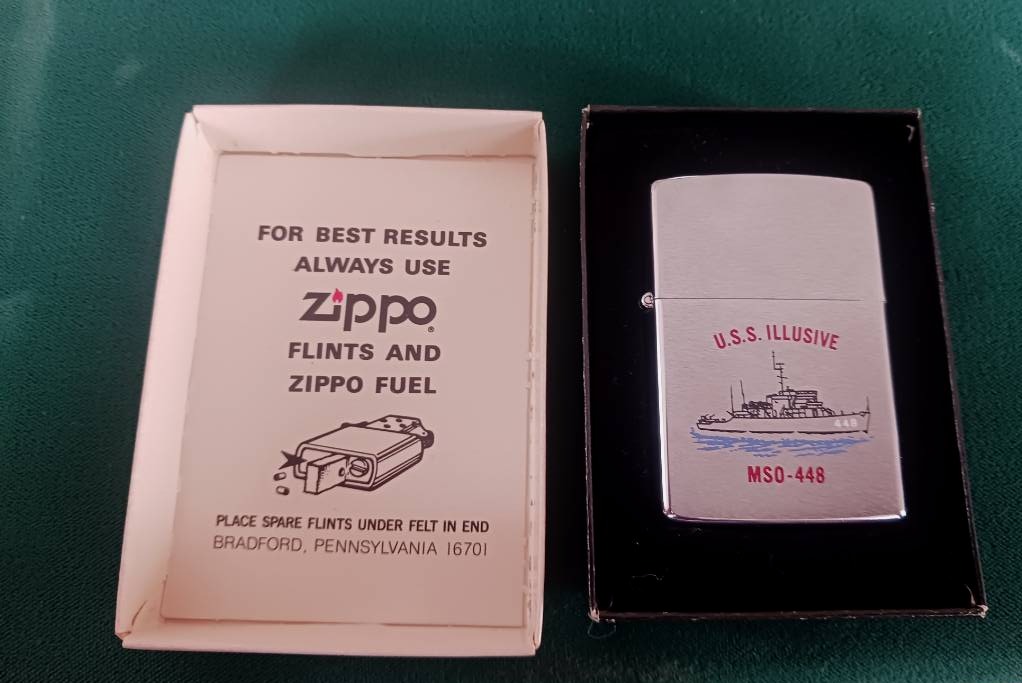 FOR BEST RESULTS
ALWAYS USE
Zippo®
FLINTS AND
ZIPPO FUEL
PLACE SPARE FLINTS UNDER FELT IN END
BRADFORD, PENNSYLVANIA 16701
U.S.S. ILLUSIVE
448
MSO-448